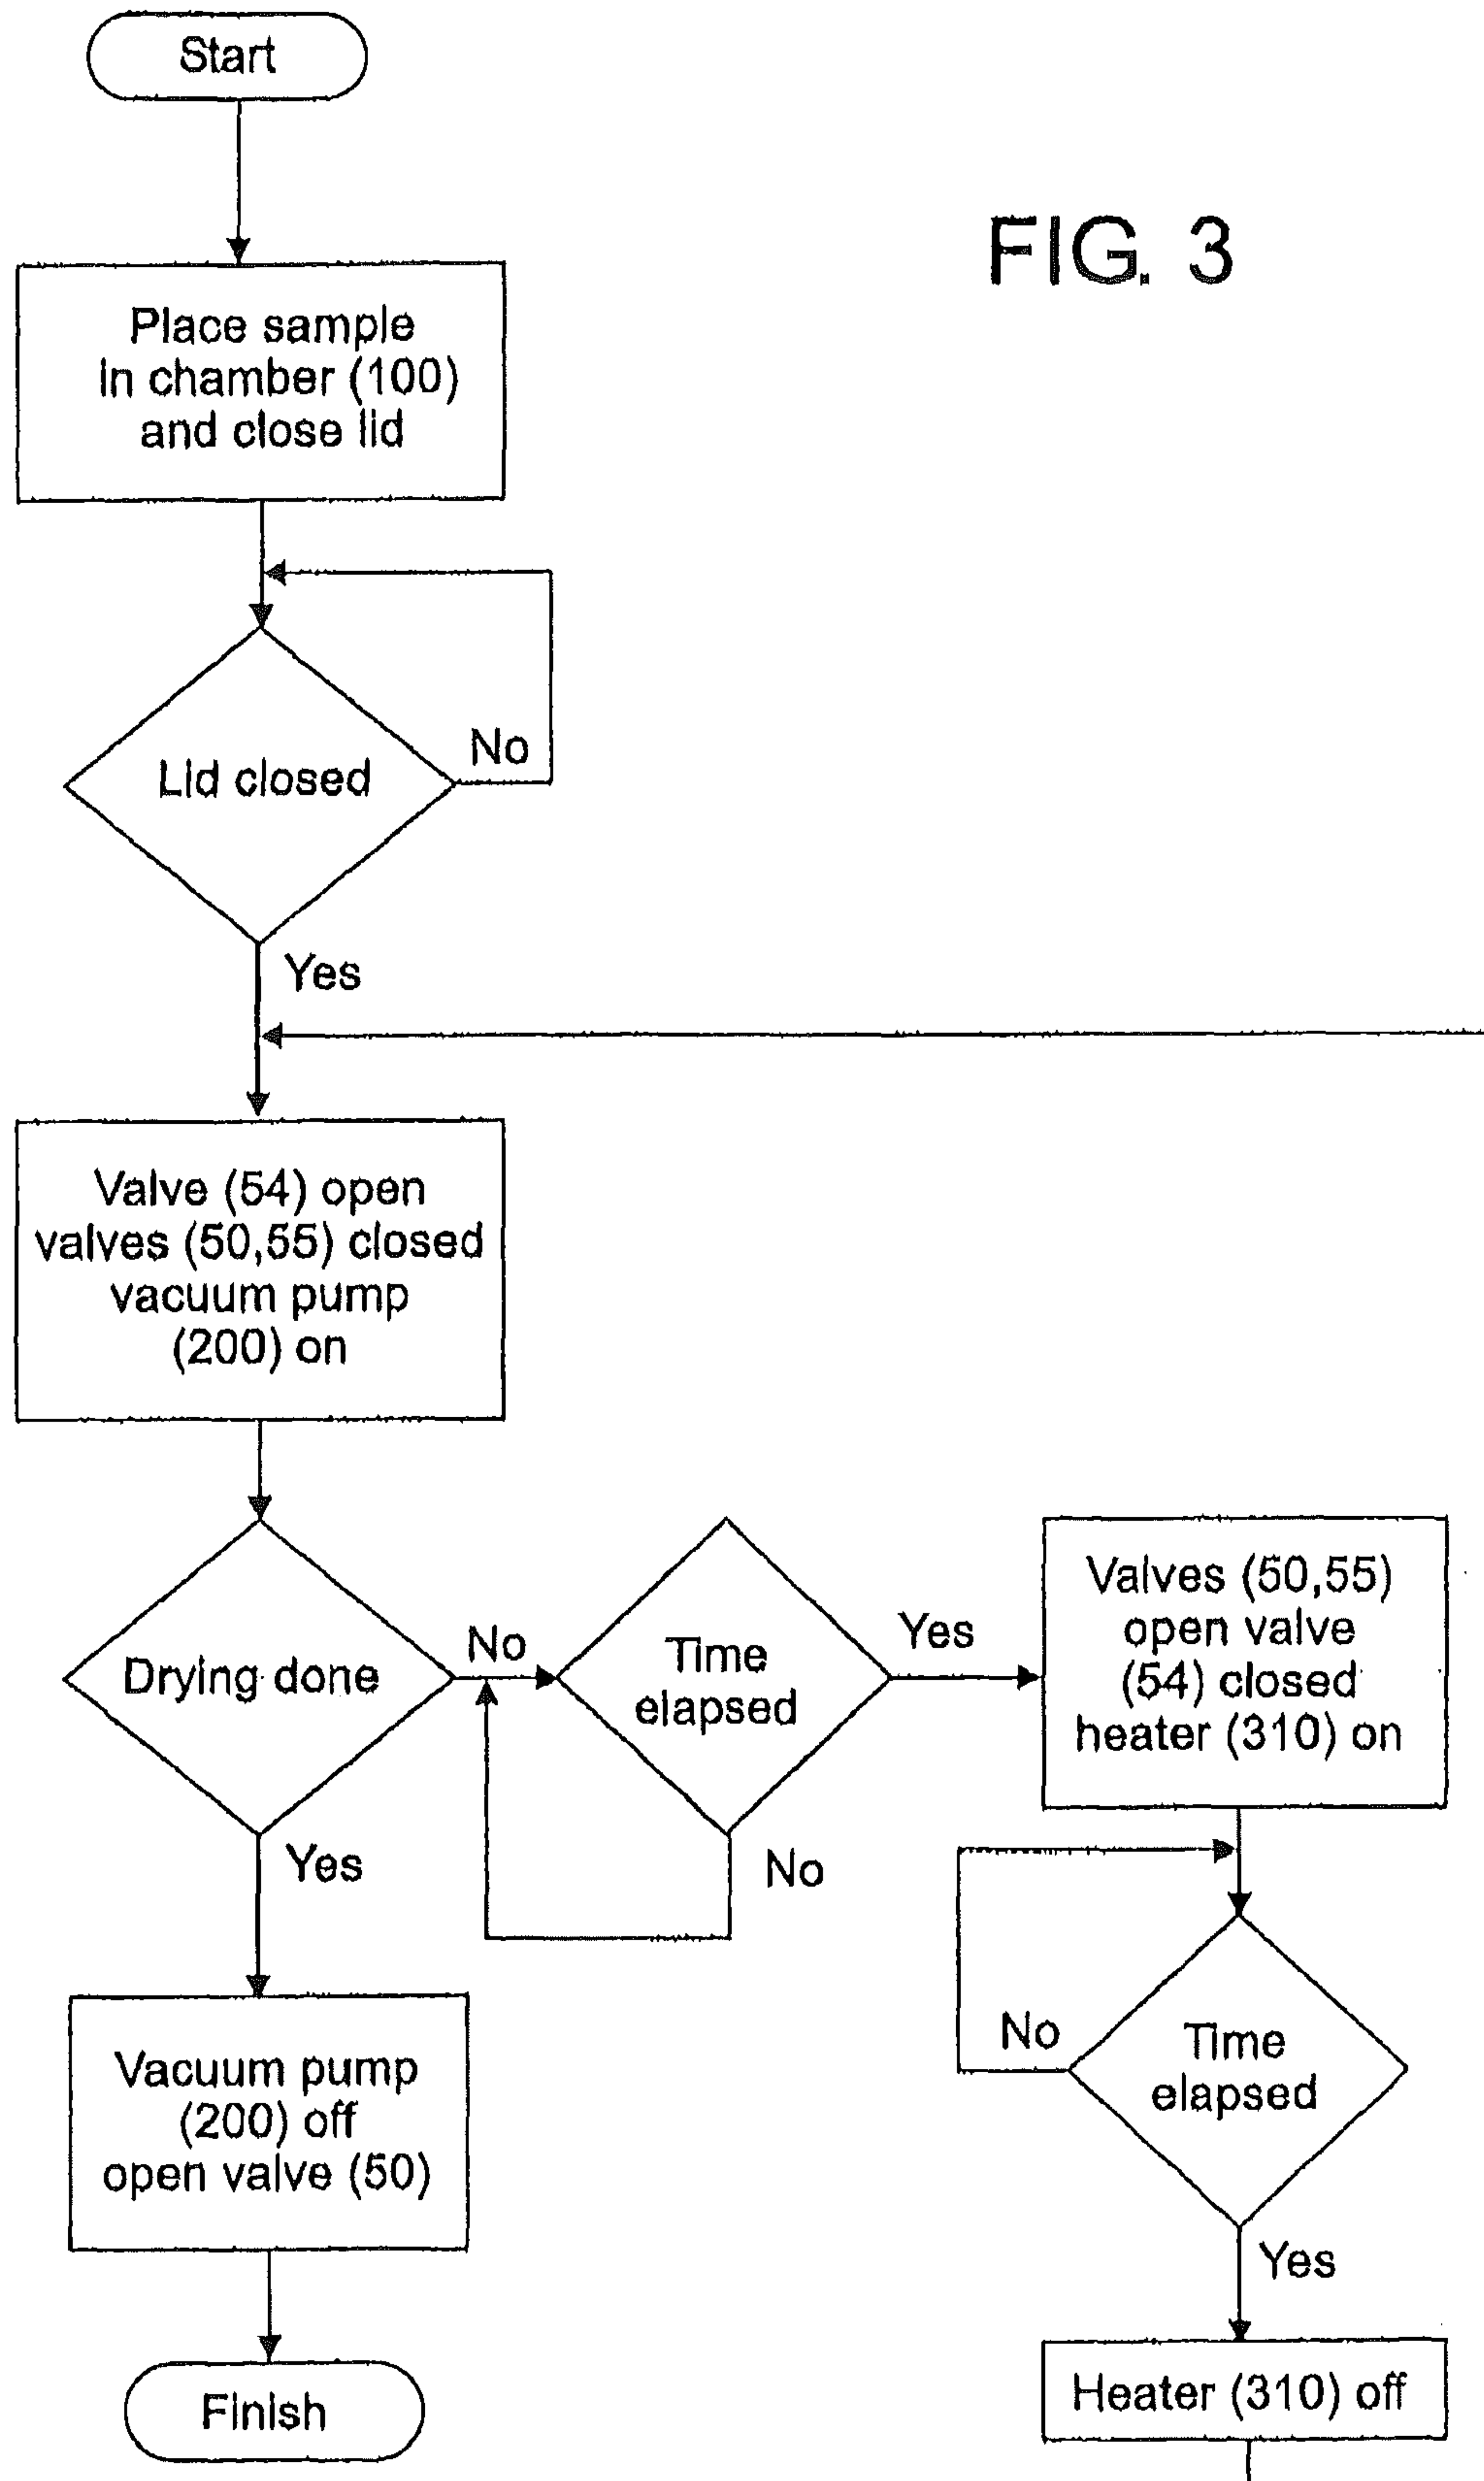 Start
FIG. 3
Place sample
in chamber (100)
and close lid
No
Lid closed
Yes
Valve (54) open
valves (50,55) closed
vacuum pump
(200) on
Drying done
No
Time
elapsed
Yes
No
Valves (50,55)
open valve
(54) closed
heater (310) on
Yes
Vacuum pump
(200) off
open valve (50)
No
Time
elapsed
Yes
Finish
Heater (310) off